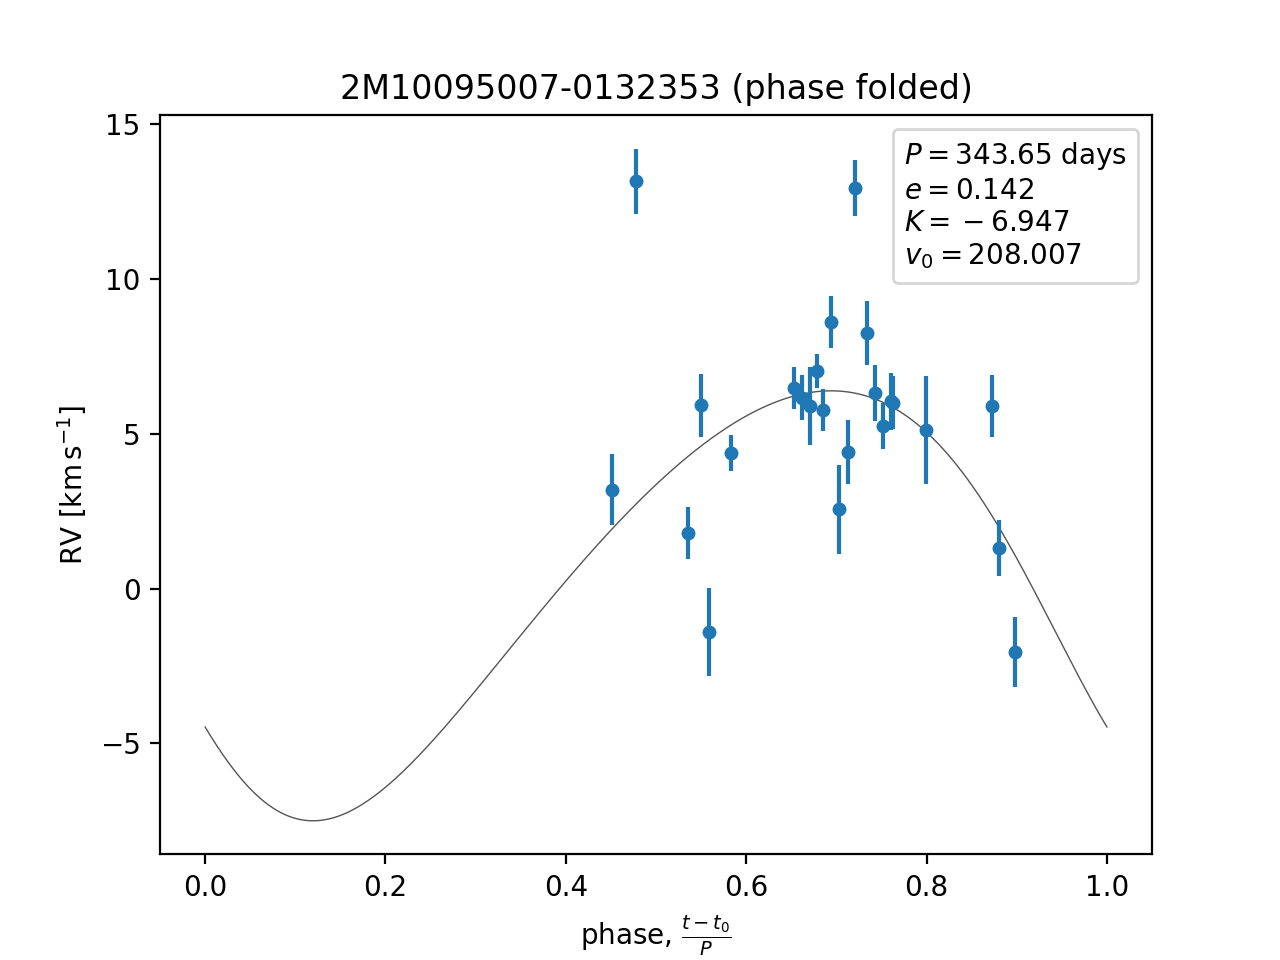 2M10095007-0132353 (phase folded)
P = 343.65 days
e = 0.142
K = −6.947
v₀ = 208.007
RV [km s⁻¹]
15
10
5
0
−5
0.0 0.2 0.4 0.6 0.8 1.0
phase, (t − t₀)/P